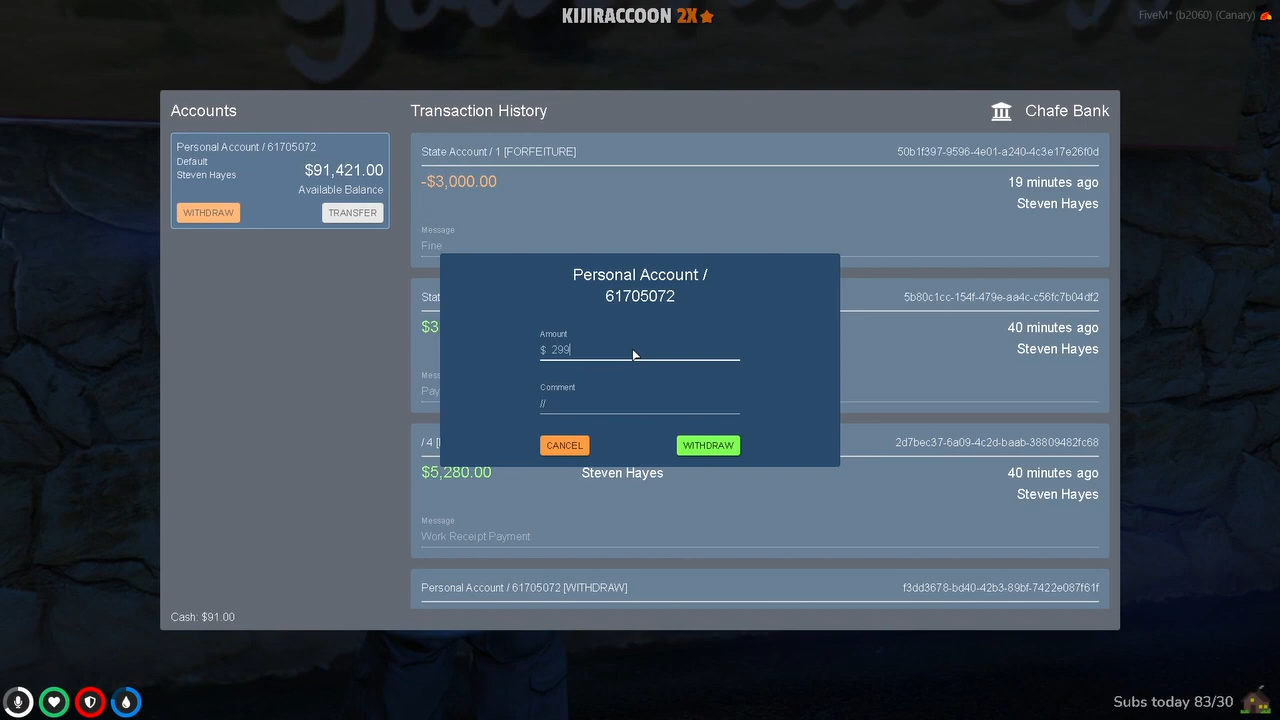 KIJIRACCOON 2X
FiveM* (b2060) (Canary)
Accounts
Transaction History
Chafe Bank
Personal Account / 61705072
Default
Steven Hayes
$91,421.00
Available Balance
WITHDRAW
TRANSFER
State Account / 1 [FORFEITURE]
50b1f397-9596-4e01-a240-4c3e17e26f0d
-$3,000.00
19 minutes ago
Steven Hayes
Message
Fine
Personal Account /
61705072
Amount
$ 299
Comment
//
CANCEL
WITHDRAW
Stat
5b80c1cc-154f-479e-aa4c-c56fc7b04df2
$3
40 minutes ago
Steven Hayes
Mess
Pay
/ 4 [
2d7bec37-6a09-4c2d-baab-38809482fc68
$5,280.00
Steven Hayes
40 minutes ago
Steven Hayes
Message
Work Receipt Payment
Personal Account / 61705072 [WITHDRAW]
f3dd3678-bd40-42b3-89bf-7422e087f61f
Cash: $91.00
Subs today 83/30